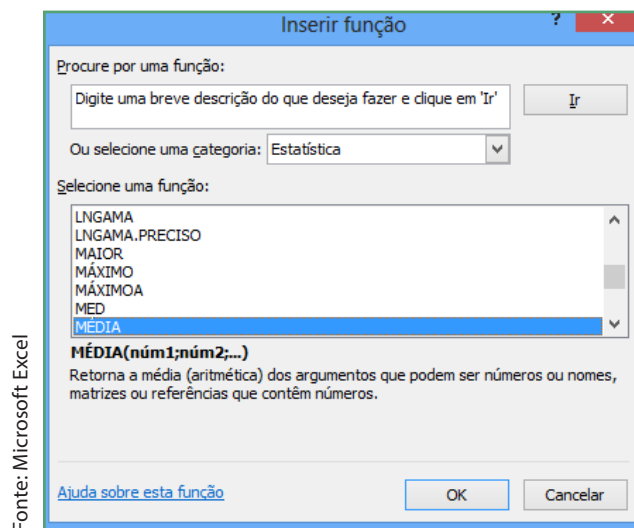 Inserir função
?
×
Procure por uma função:
Digite uma breve descrição do que deseja fazer e clique em 'Ir'
Ir
Ou selecione uma categoria: Estatística
Selecione uma função:
LNGAMA
LNGAMA.PRECISO
MAIOR
MÁXIMO
MÁXIMOA
MED
MÉDIA
MÉDIA(núm1;núm2;...)
Retorna a média (aritmética) dos argumentos que podem ser números ou nomes,
matrizes ou referências que contêm números.
Ajuda sobre esta função
OK
Cancelar
Fonte: Microsoft Excel